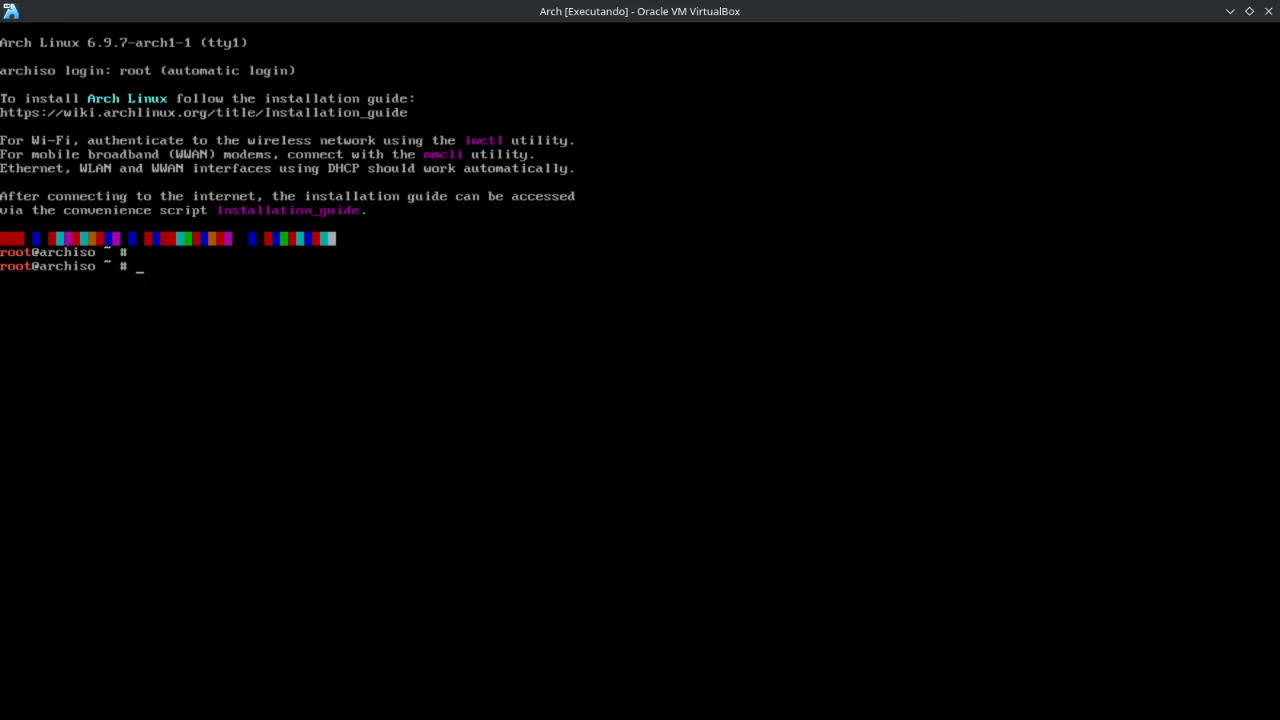 Arch [Executando] - Oracle VM VirtualBox
Arch Linux 6.9.7-arch1-1 (tty1)
archiso login: root (automatic login)
To install Arch Linux follow the installation guide:
https://wiki.archlinux.org/title/Installation_guide
For Wi-Fi, authenticate to the wireless network using the iwctl utility.
For mobile broadband (WWAN) modems, connect with the mmcli utility.
Ethernet, WLAN and WWAN interfaces using DHCP should work automatically.
After connecting to the internet, the installation guide can be accessed
via the convenience script Installation_guide.
root@archiso ~ #
root@archiso ~ # _